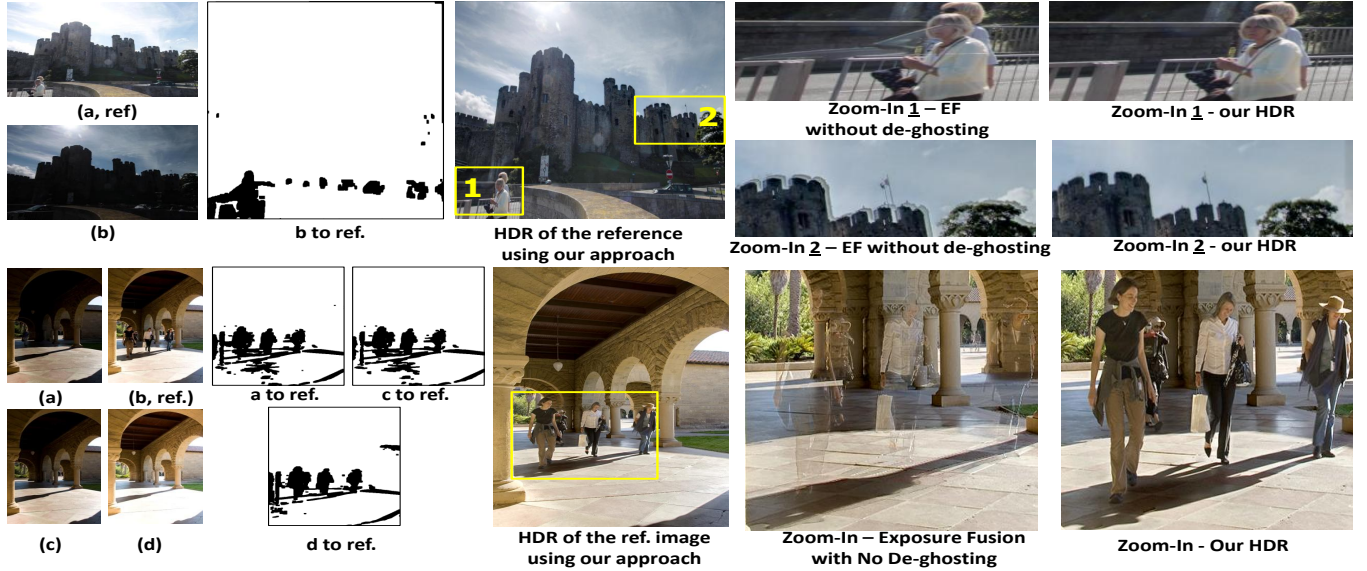 (a, ref)
(b)
b to ref.
1
2
HDR of the reference
using our approach
Zoom-In 1 – EF
without de-ghosting
Zoom-In 1 - our HDR
Zoom-In 2 – EF without de-ghosting
Zoom-In 2 - our HDR
(a)
(b, ref.)
a to ref.
c to ref.
(c)
(d)
d to ref.
HDR of the ref. image
using our approach
Zoom-In – Exposure Fusion
with No De-ghosting
Zoom-In - Our HDR